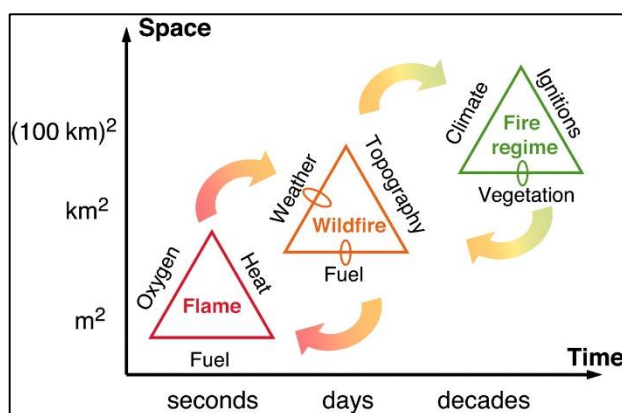 Space
(100 km)²
km²
m²
Oxygen
Heat
Flame
Fuel
Weather
Topography
Wildfire
Fuel
Climate
Ignitions
Fire
regime
Vegetation
Time
seconds
days
decades